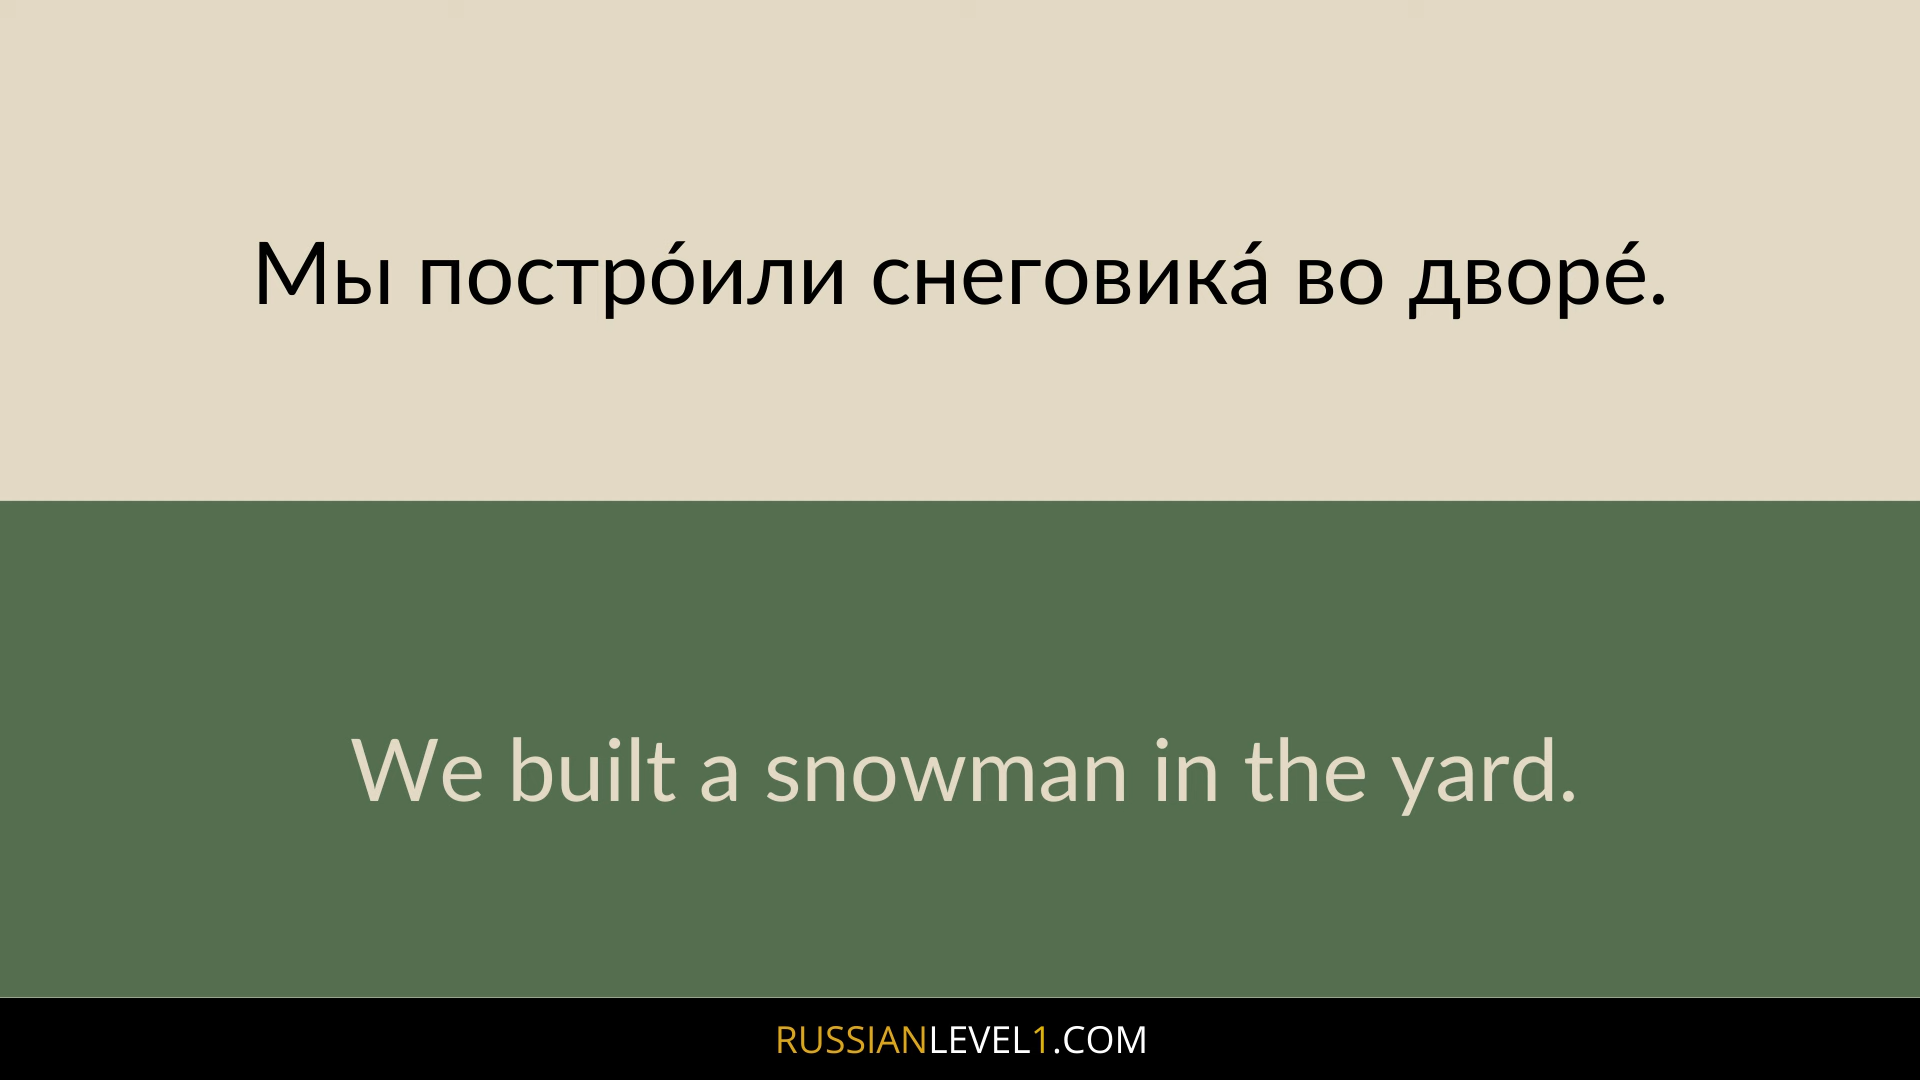 Мы постро́или снеговика́ во дворе́.
We built a snowman in the yard.
RUSSIANLEVEL1.COM